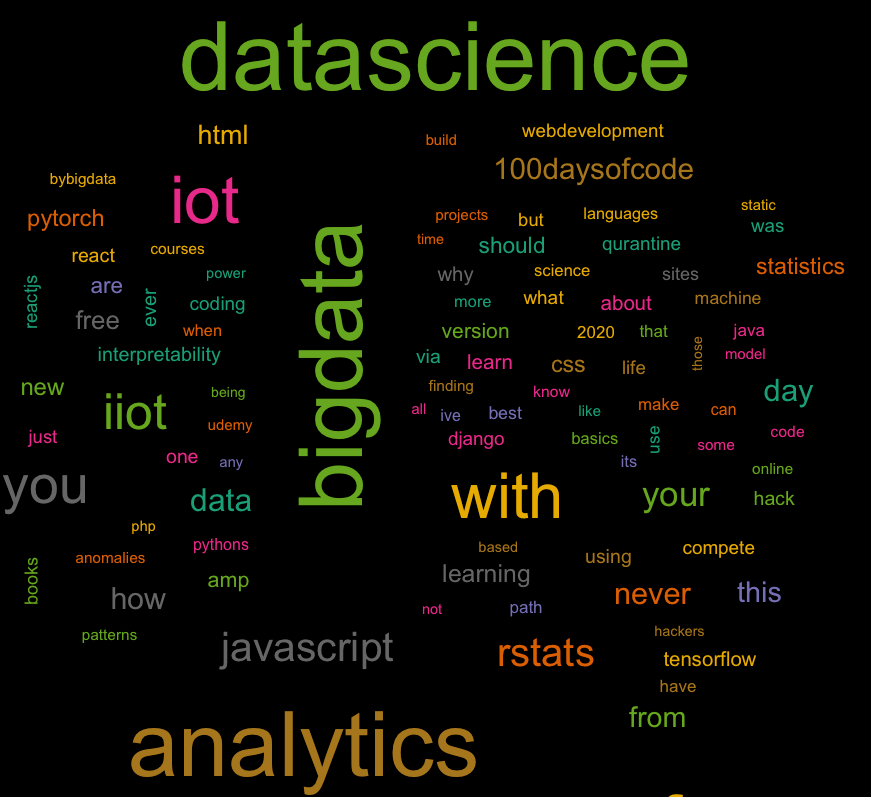 datascience
html
build
webdevelopment
100daysofcode
bybigdata
iot
pytorch
projects
but
languages
static
was
time
should
qurantine
react
courses
statistics
why
science
sites
are
power
reactjs
ever
coding
more
what
about
machine
free
when
version
2020
that
those
java
interpretability
bigdata
via
learn
css
life
model
new
iiot
being
finding
know
day
all
ive
best
like
make
can
udemy
just
django
basics
use
some
code
one
any
its
online
you
data
with
your
hack
php
anomalies
pythons
based
using
compete
books
amp
learning
how
not
path
never
this
patterns
javascript
rstats
hackers
tensorflow
have
from
analytics